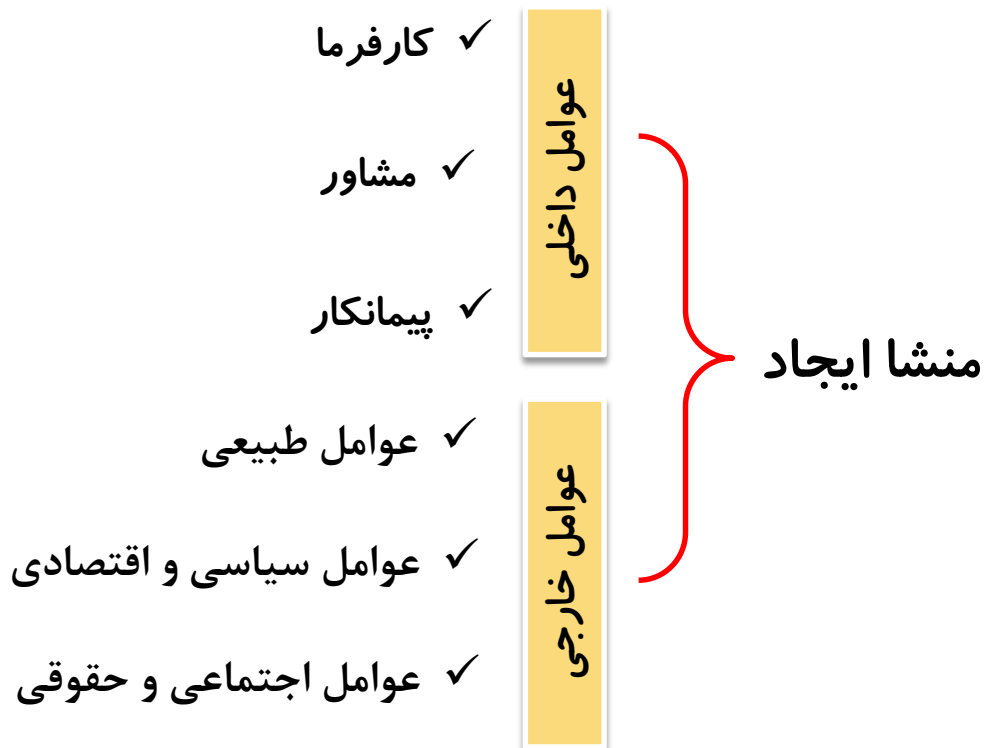 منشا ایجاد
عوامل داخلی
✓ کارفرما
✓ مشاور
✓ پیمانکار
عوامل خارجی
✓ عوامل طبیعی
✓ عوامل سیاسی و اقتصادی
✓ عوامل اجتماعی و حقوقی